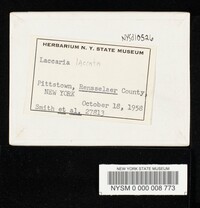 NYSf10526
HERBARIUM N. Y. STATE MUSEUM
Laccaria laccata
Pittstown, Rensselaer County,
NEW YORK
October 18, 1958
Smith et al. 27813
NEW YORK STATE MUSEUM
NYSM 0 000 008 773